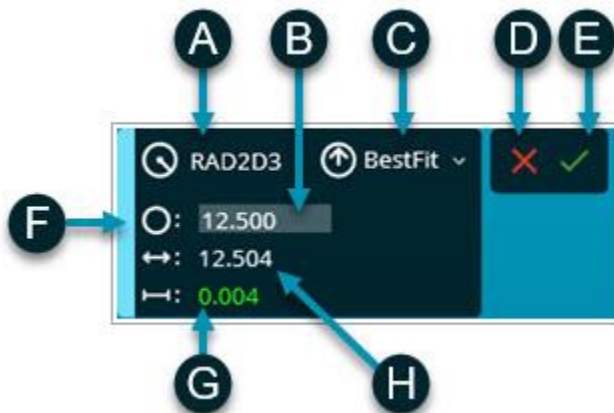 A B C D E
RAD2D3 BestFit
F
: 12.500
: 12.504
: 0.004
G H